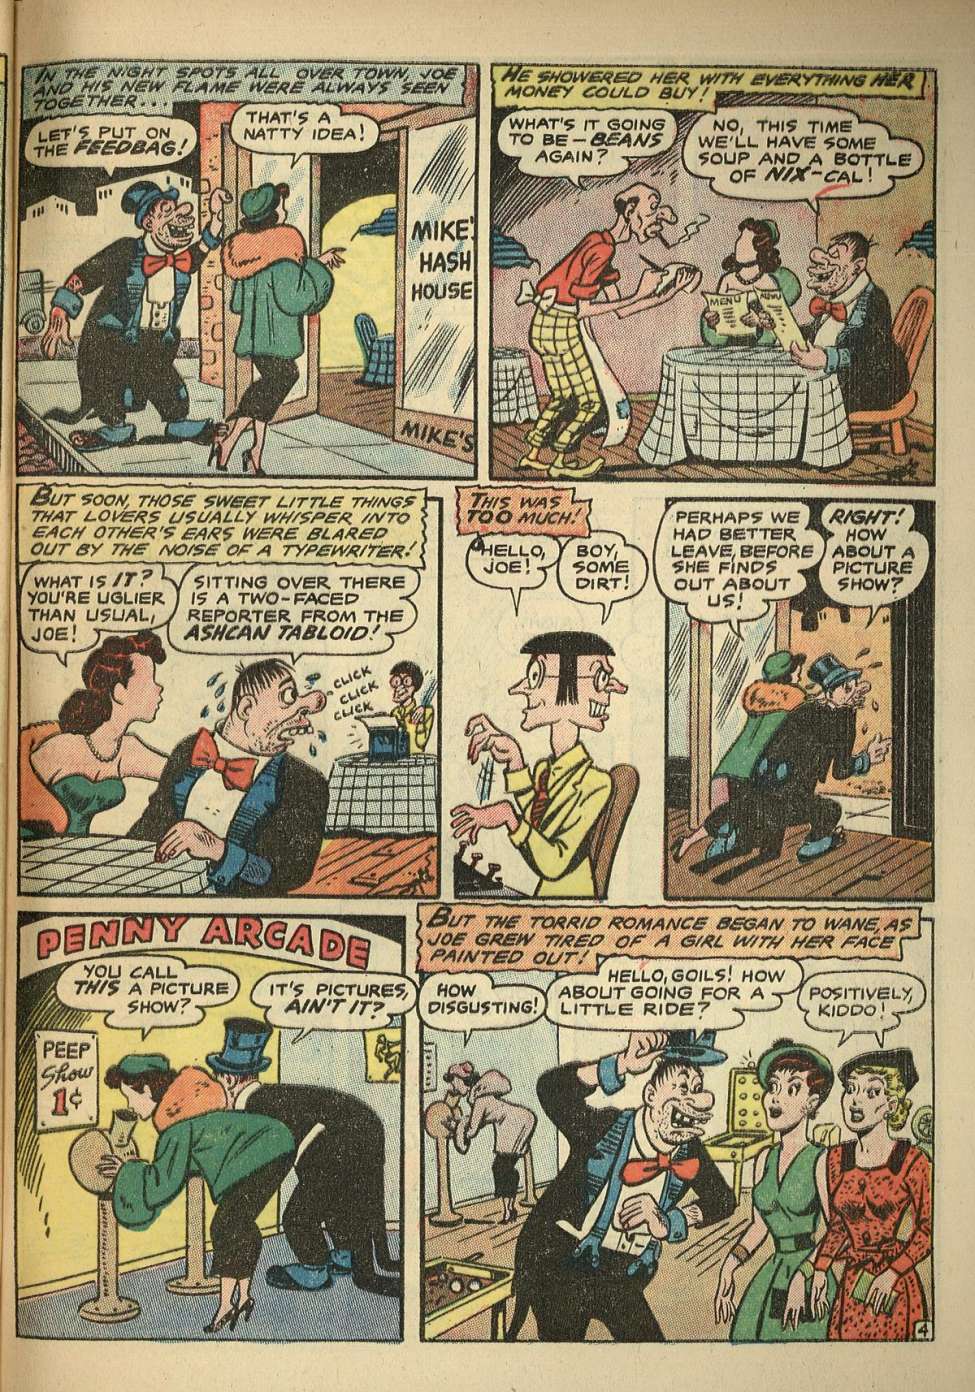 IN THE NIGHT SPOTS ALL OVER TOWN, JOE
AND HIS NEW FLAME WERE ALWAYS SEEN
TOGETHER...
LET'S PUT ON
THE FEEDBAG!
THAT'S A
NATTY IDEA!
MIKE'S
HASH
HOUSE
MIKE'S
HE SHOWERED HER WITH EVERYTHING HER
MONEY COULD BUY!
WHAT'S IT GOING
TO BE - BEANS
AGAIN?
NO, THIS TIME
WE'LL HAVE SOME
SOUP AND A BOTTLE
OF NIX-CAL!
MENU
MENU
BUT SOON, THOSE SWEET LITTLE THINGS
THAT LOVERS USUALLY WHISPER INTO
EACH OTHER'S EARS WERE BLARED
OUT BY THE NOISE OF A TYPEWRITER!
WHAT IS IT?
YOU'RE UGLIER
THAN USUAL,
JOE!
SITTING OVER THERE
IS A TWO-FACED
REPORTER FROM THE
ASHCAN TABLOID!
CLICK
CLICK
CLICK
THIS WAS
TOO MUCH!
HELLO,
JOE!
BOY,
SOME
DIRT!
PERHAPS WE
HAD BETTER
LEAVE, BEFORE
SHE FINDS
OUT ABOUT
US!
RIGHT!
HOW
ABOUT A
PICTURE
SHOW?
PENNY ARCADE
YOU CALL
THIS A PICTURE
SHOW?
IT'S PICTURES,
AIN'T IT?
PEEP
Show
1¢
BUT THE TORRID ROMANCE BEGAN TO WANE, AS
JOE GREW TIRED OF A GIRL WITH HER FACE
PAINTED OUT!
HOW
DISGUSTING!
HELLO, GOILS! HOW
ABOUT GOING FOR A
LITTLE RIDE?
POSITIVELY,
KIDDO!
4